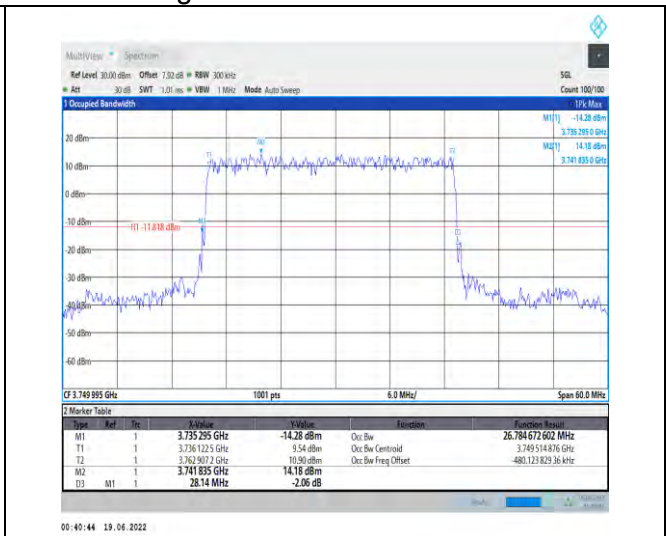 MultiView Spectrum
Ref Level 30.00 dBm Offset 7.92 dB RBW 300 kHz SGL
Att 30 dB SWT 1.01 ms VBW 1 MHz Mode Auto Sweep Count 100/100
1 Occupied Bandwidth 1Pk Max
M1[1] -14.28 dBm
3.735 295 0 GHz
M2[1] 14.18 dBm
3.741 835 0 GHz
20 dBm
M2
T1
T2
10 dBm
0 dBm
-10 dBm
H1 -11.818 dBm
-20 dBm
-30 dBm
-40 dBm
-50 dBm
-60 dBm
CF 3.749 995 GHz 1001 pts 6.0 MHz/ Span 60.0 MHz
2 Marker Table
Type Ref Trc X-Value Y-Value Function Function Result
M1 1 3.735 295 GHz -14.28 dBm Occ Bw 26.784 672 602 MHz
T1 1 3.736 122 5 GHz 9.54 dBm Occ Bw Centroid 3.749 514 876 GHz
T2 1 3.762 907 2 GHz 10.90 dBm Occ Bw Freq Offset -480.123 829 36 kHz
M2 1 3.741 835 GHz 14.18 dBm
D3 M1 1 28.14 MHz -2.06 dB
00:40:44 19.06.2022